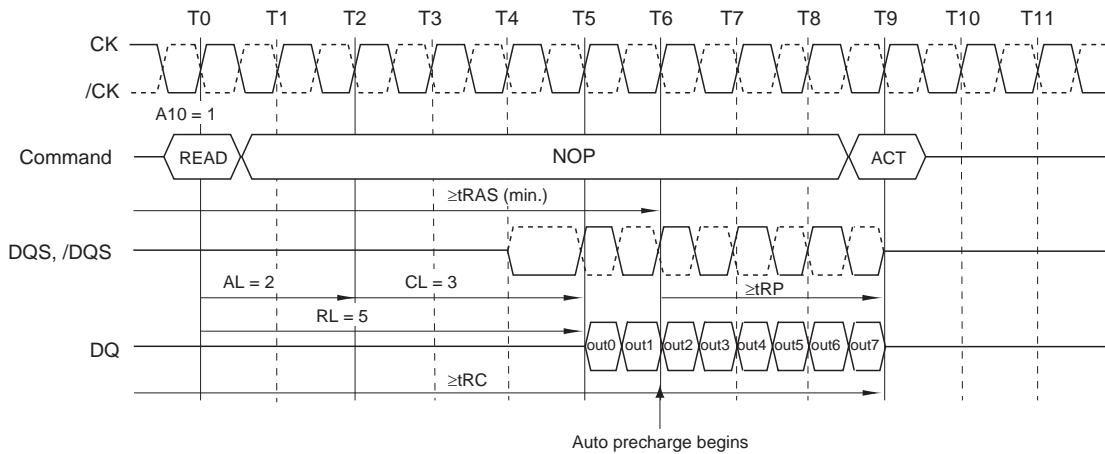 T0 T1 T2 T3 T4 T5 T6 T7 T8 T9 T10 T11
CK
/CK
A10 = 1
Command READ NOP ACT
≥tRAS (min.)
DQS, /DQS
AL = 2 CL = 3 ≥tRP
RL = 5
DQ out0 out1 out2 out3 out4 out5 out6 out7
≥tRC
Auto precharge begins